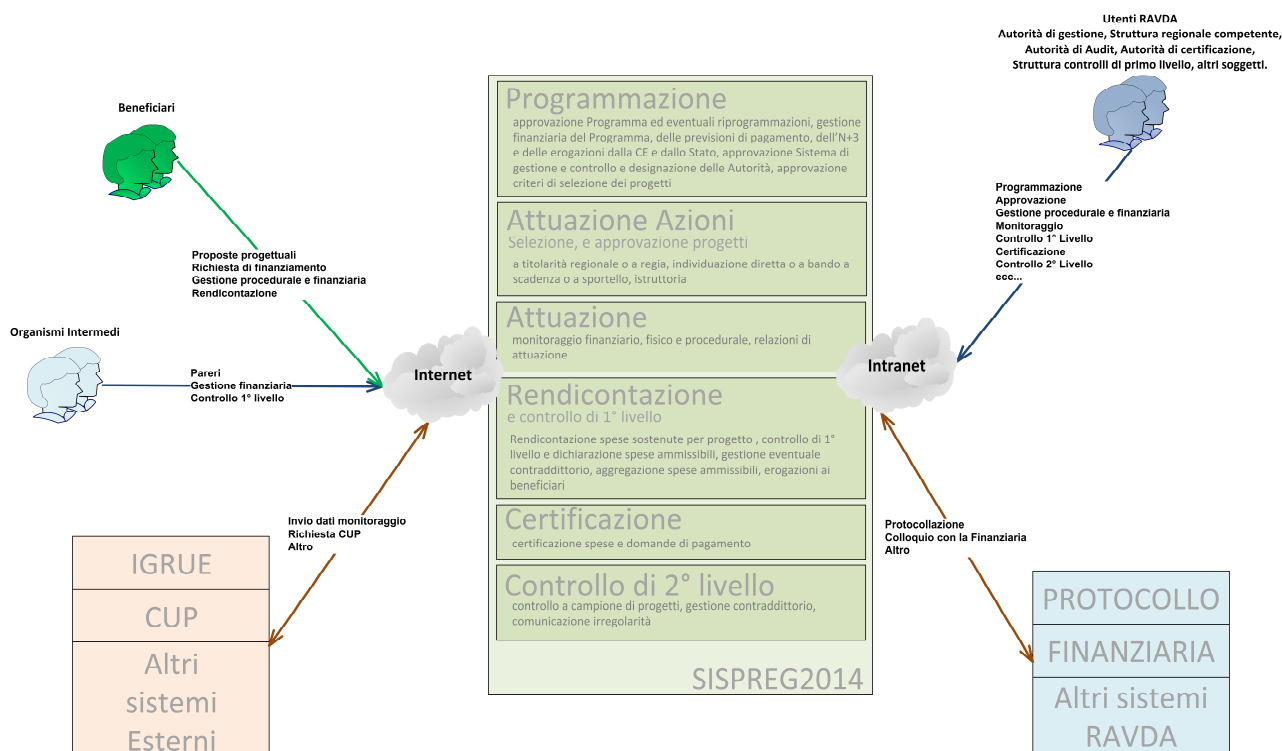 Utenti RAVDA
Autorità di gestione, Struttura regionale competente,
Autorità di Audit, Autorità di certificazione,
Struttura controlli di primo livello, altri soggetti.
Beneficiari
Proposte progettuali
Richiesta di finanziamento
Gestione procedurale e finanziaria
Rendicontazione
Organismi Intermedi
Pareri
Gestione finanziaria
Controllo 1° livello
Internet
Invio dati monitoraggio
Richiesta CUP
Altro
IGRUE
CUP
Altri
sistemi
Esterni
Programmazione
approvazione Programma ed eventuali riprogrammazioni, gestione
finanziaria del Programma, delle previsioni di pagamento, dell'N+3
e delle erogazioni dalla CE e dallo Stato, approvazione Sistema di
gestione e controllo e designazione delle Autorità, approvazione
criteri di selezione dei progetti
Attuazione Azioni
Selezione, e approvazione progetti
a titolarità regionale o a regia, individuazione diretta o a bando a
scadenza o a sportello, istruttoria
Attuazione
monitoraggio finanziario, fisico e procedurale, relazioni di
attuazione
Rendicontazione
e controllo di 1° livello
Rendicontazione spese sostenute per progetto , controllo di 1°
livello e dichiarazione spese ammissibili, gestione eventuale
contraddittorio, aggregazione spese ammissibili, erogazioni ai
beneficiari
Certificazione
certificazione spese e domande di pagamento
Controllo di 2° livello
controllo a campione di progetti, gestione contraddittorio,
comunicazione irregolarità
SISPREG2014
Programmazione
Approvazione
Gestione procedurale e finanziaria
Monitoraggio
Controllo 1° Livello
Certificazione
Controllo 2° Livello
ecc...
Intranet
Protocollazione
Colloquio con la Finanziaria
Altro
PROTOCOLLO
FINANZIARIA
Altri sistemi
RAVDA